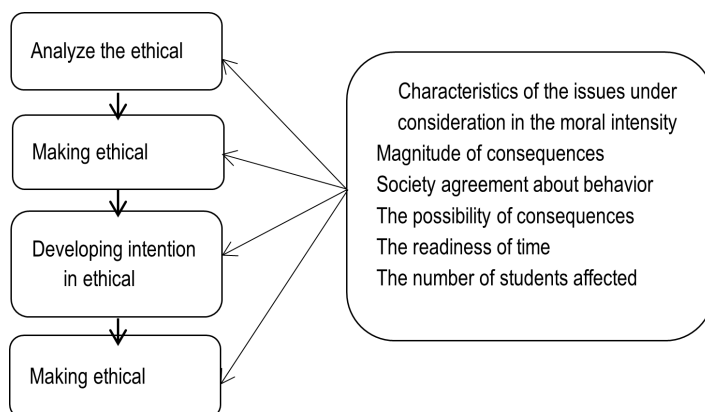 Analyze the ethical
Making ethical
Developing intention
in ethical
Making ethical
Characteristics of the issues under
consideration in the moral intensity
Magnitude of consequences
Society agreement about behavior
The possibility of consequences
The readiness of time
The number of students affected